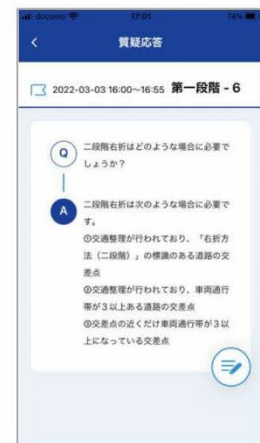 docomo 17:01 74%
質疑応答
2022-03-03 16:00~16:55 第一段階 - 6
Q 二段階右折はどのような場合に必要で
しょうか？
A 二段階右折は次のような場合に必要で
す。
①交通整理が行われており、「右折方
法（二段階）」の標識のある道路の交
差点
②交通整理が行われており、車両通行
帯が３以上ある道路の交差点
③交差点の近くだけ車両通行帯が３以
上になっている交差点